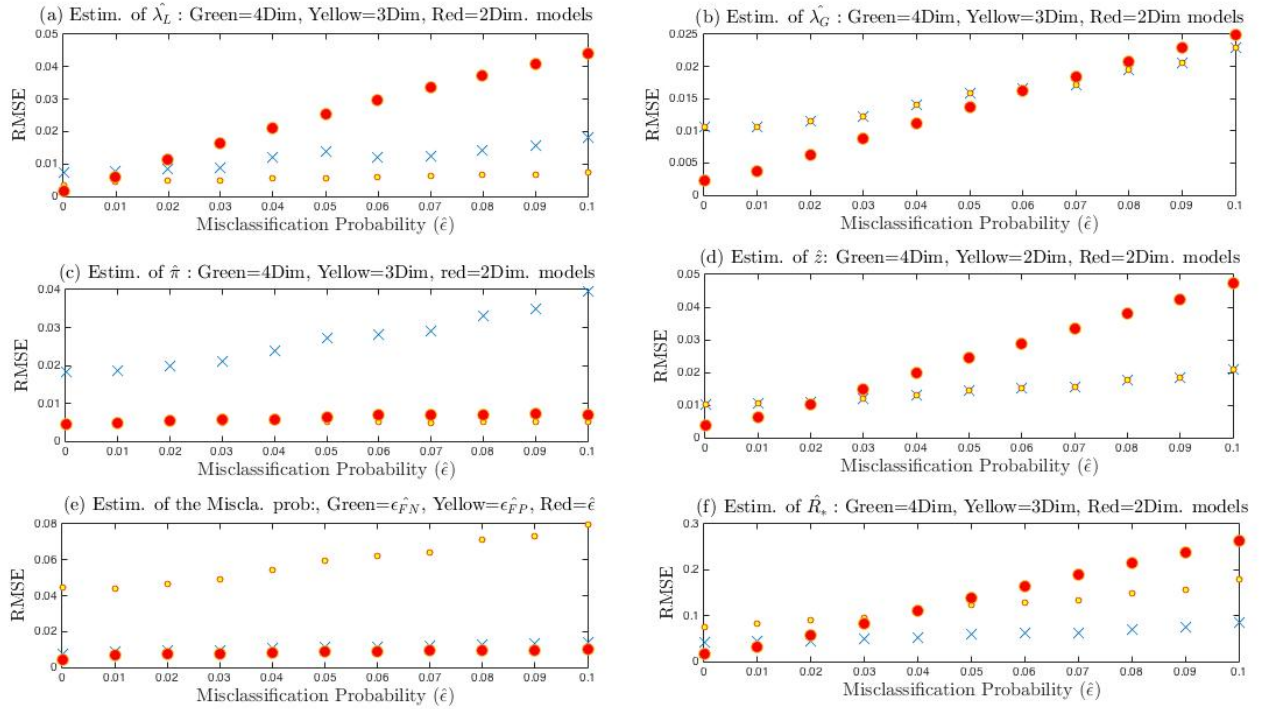 (a) Estim. of λ̂_L : Green=4Dim, Yellow=3Dim, Red=2Dim. models
0.05
0.04
0.03
0.02
0.01
0
RMSE
0 0.01 0.02 0.03 0.04 0.05 0.06 0.07 0.08 0.09 0.1
Misclassification Probability (ε̂)
(b) Estim. of λ̂_G : Green=4Dim, Yellow=3Dim, Red=2Dim models
0.025
0.02
0.015
0.01
0.005
0
RMSE
0 0.01 0.02 0.03 0.04 0.05 0.06 0.07 0.08 0.09 0.1
Misclassification Probability (ε̂)
(c) Estim. of π̂ : Green=4Dim, Yellow=3Dim, red=2Dim. models
0.04
0.03
0.02
0.01
0
RMSE
0 0.01 0.02 0.03 0.04 0.05 0.06 0.07 0.08 0.09 0.1
Misclassification Probability (ε̂)
(d) Estim. of ẑ: Green=4Dim, Yellow=2Dim, Red=2Dim. models
0.05
0.04
0.03
0.02
0.01
0
RMSE
0 0.01 0.02 0.03 0.04 0.05 0.06 0.07 0.08 0.09 0.1
Misclassification Probability (ε̂)
(e) Estim. of the Miscla. prob:, Green=ε̂_FN, Yellow=ε̂_FP, Red=ε̂
0.08
0.06
0.04
0.02
0
RMSE
0 0.01 0.02 0.03 0.04 0.05 0.06 0.07 0.08 0.09 0.1
Misclassification Probability (ε̂)
(f) Estim. of R̂_* : Green=4Dim, Yellow=3Dim, Red=2Dim. models
0.3
0.2
0.1
0
RMSE
0 0.01 0.02 0.03 0.04 0.05 0.06 0.07 0.08 0.09 0.1
Misclassification Probability (ε̂)